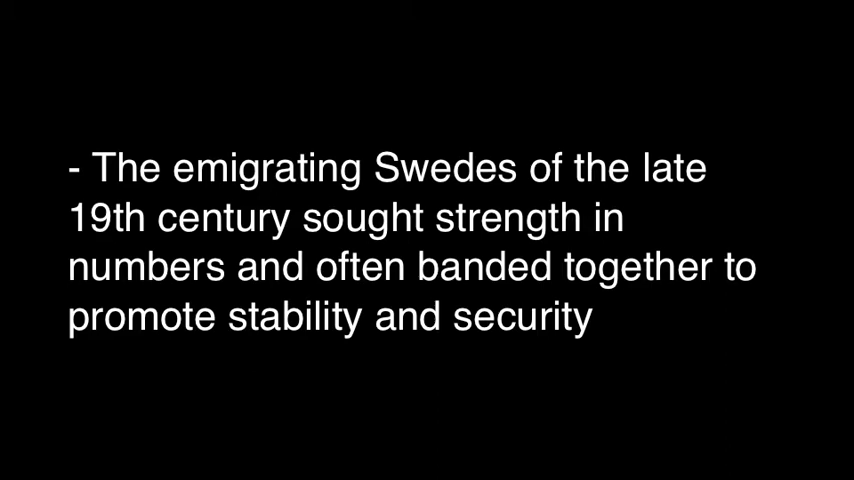 - The emigrating Swedes of the late
19th century sought strength in
numbers and often banded together to
promote stability and security